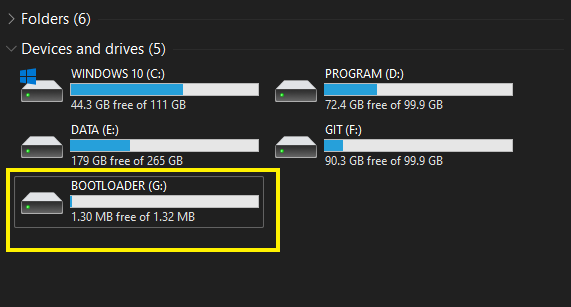 Folders (6)
Devices and drives (5)
WINDOWS 10 (C:)
44.3 GB free of 111 GB
PROGRAM (D:)
72.4 GB free of 99.9 GB
DATA (E:)
179 GB free of 265 GB
GIT (F:)
90.3 GB free of 99.9 GB
BOOTLOADER (G:)
1.30 MB free of 1.32 MB